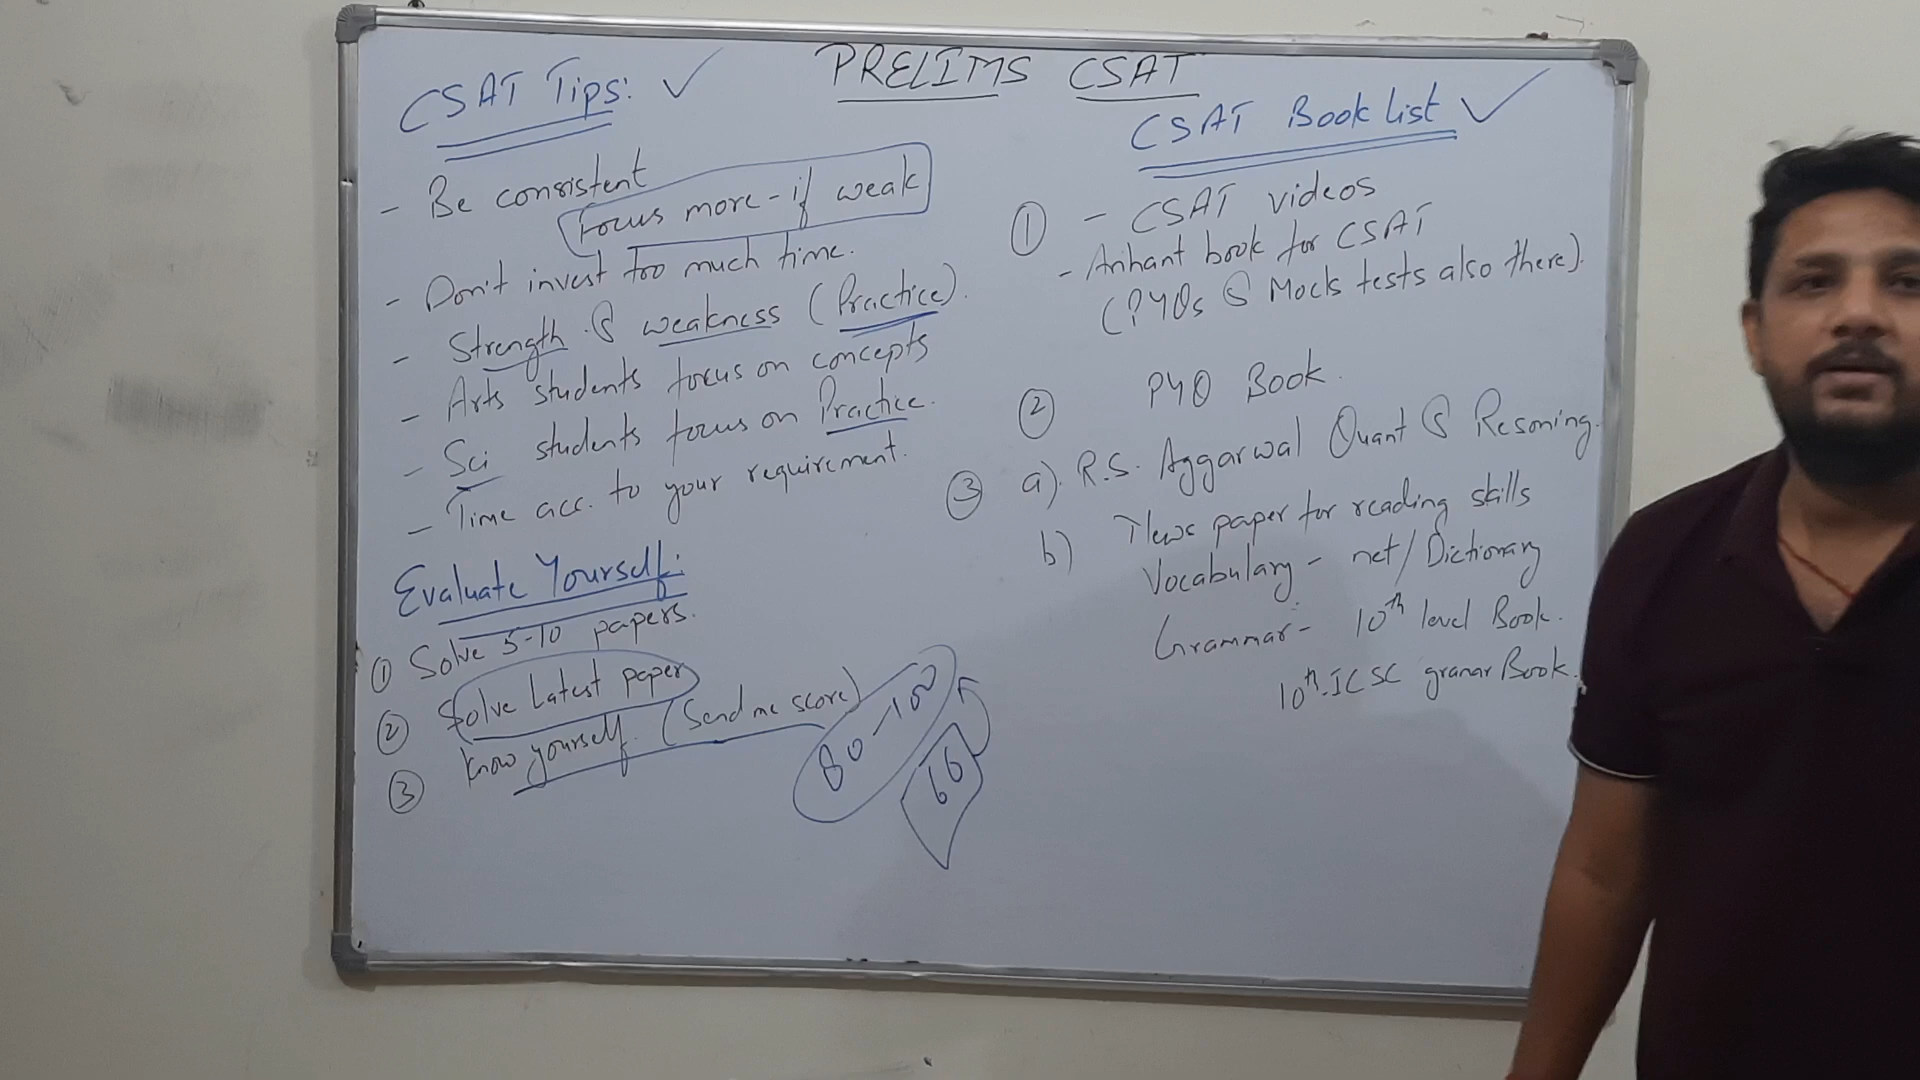 PRELIMS CSAT
CSAT Tips: ✓
- Be consistent
Focus more - if weak
- Don't invest too much time.
- Strength & weakness (Practice).
- Arts students focus on concepts
- Sci students focus on Practice.
- Time acc. to your requirement.
Evaluate Yourself:
① Solve 5-10 papers.
② Solve Latest paper
③ Know yourself. (Send me score)
80-100
66
CSAT Book list ✓
① - CSAT videos
- Arihant book for CSAT
(PYQs & Mock tests also there).
② PYQ Book.
③ a). R.S. Aggarwal Quant & Resoning.
b) News paper for reading skills
Vocabulary - net/Dictionary
Grammar - 10th level Book.
10th ICSC granar Book.